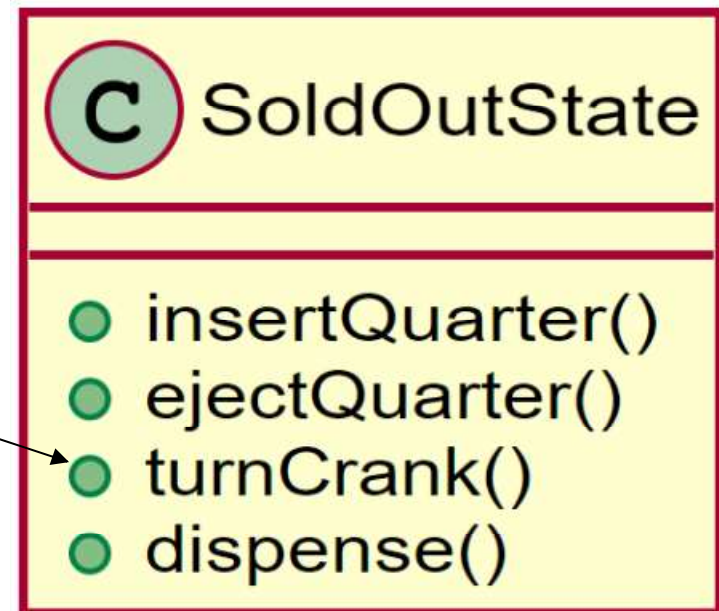 C SoldOutState
insertQuarter()
ejectQuarter()
turnCrank()
dispense()